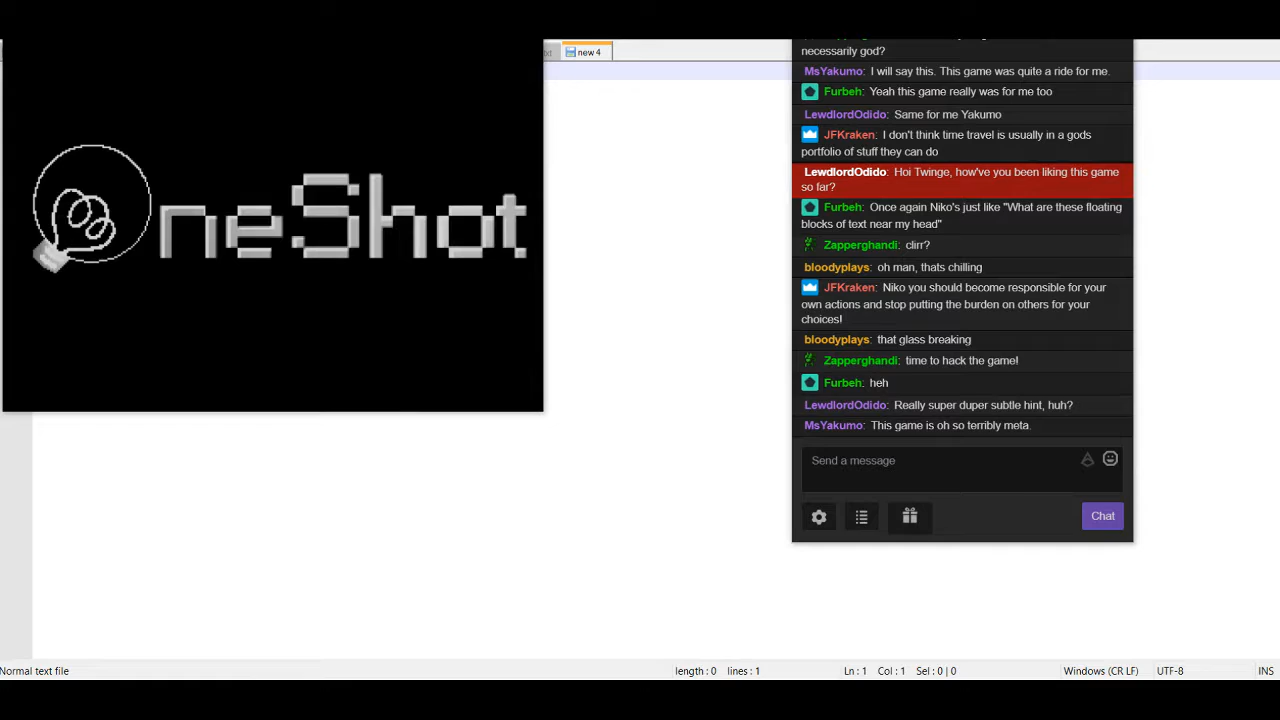 txt
new 4
OneShot
necessarily god?
MsYakumo: I will say this. This game was quite a ride for me.
Furbeh: Yeah this game really was for me too
LewdlordOdido: Same for me Yakumo
JFKraken: I don't think time travel is usually in a gods
portfolio of stuff they can do
LewdlordOdido: Hoi Twinge, how've you been liking this game
so far?
Furbeh: Once again Niko's just like "What are these floating
blocks of text near my head"
Zapperghandi: clirr?
bloodyplays: oh man, thats chilling
JFKraken: Niko you should become responsible for your
own actions and stop putting the burden on others for your
choices!
bloodyplays: that glass breaking
Zapperghandi: time to hack the game!
Furbeh: heh
LewdlordOdido: Really super duper subtle hint, huh?
MsYakumo: This game is oh so terribly meta.
Send a message
Chat
Normal text file
length : 0 lines : 1
Ln : 1 Col : 1 Sel : 0 | 0
Windows (CR LF)
UTF-8
INS